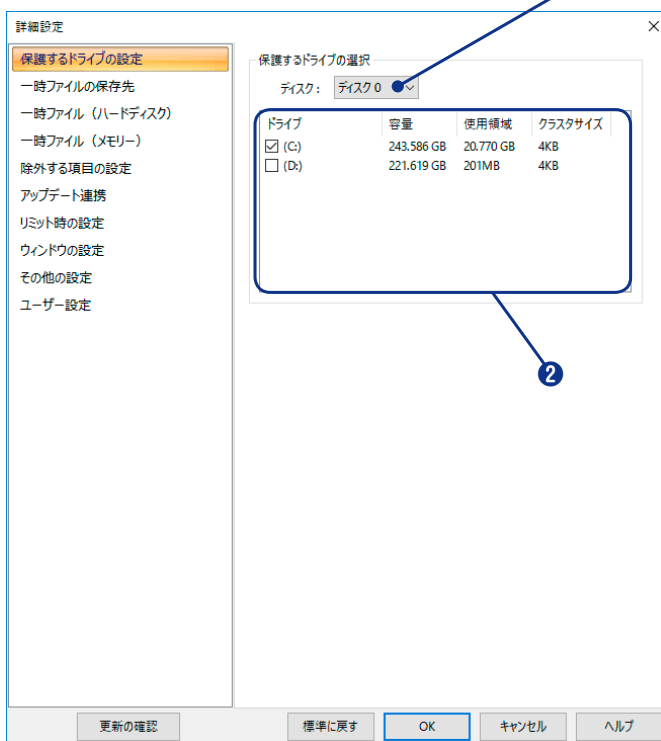 詳細設定
保護するドライブの設定
一時ファイルの保存先
一時ファイル（ハードディスク）
一時ファイル（メモリー）
除外する項目の設定
アップデート連携
リミット時の設定
ウィンドウの設定
その他の設定
ユーザー設定
保護するドライブの選択
ディスク： ディスク 0
ドライブ 容量 使用領域 クラスタサイズ
(C:) 243.586 GB 20.770 GB 4KB
(D:) 221.619 GB 201MB 4KB
❷
更新の確認 標準に戻す OK キャンセル ヘルプ